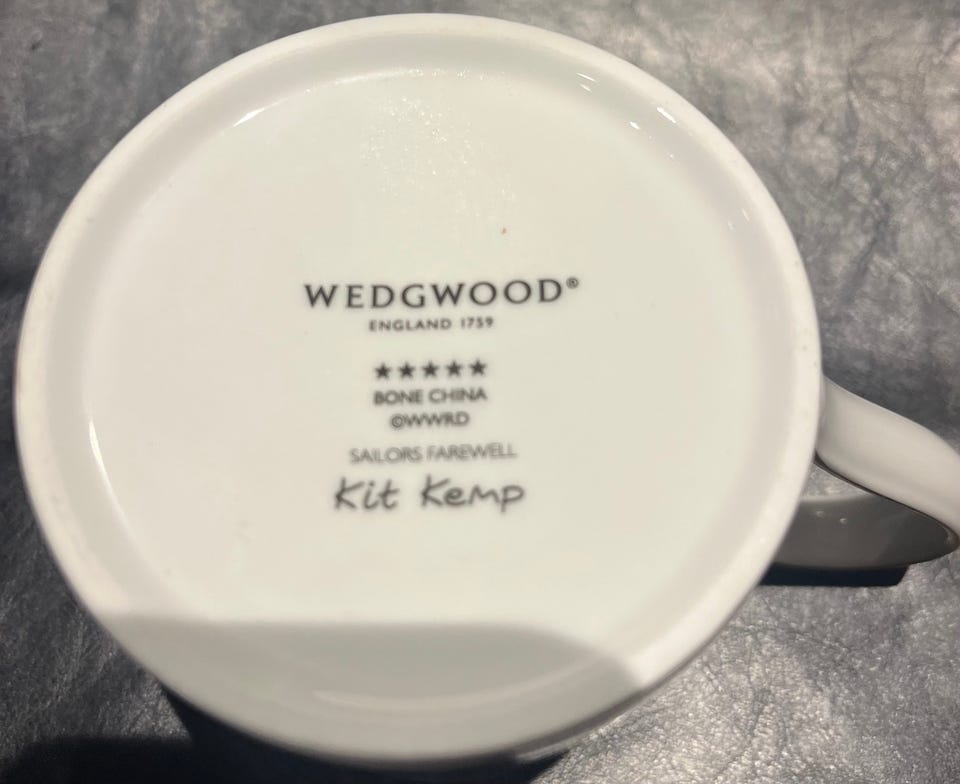 WEDGWOOD®
ENGLAND 1759
★★★★★
BONE CHINA
©WWRD
SAILORS FAREWELL
Kit Kemp